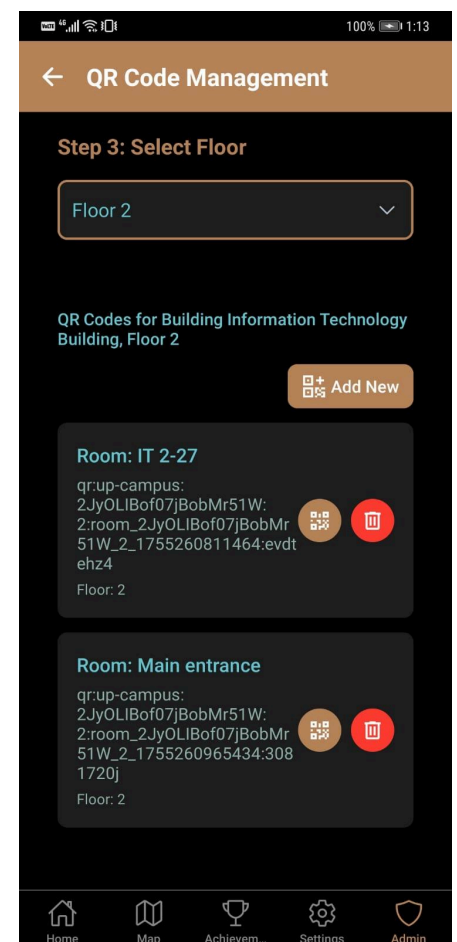 VoLTE 46 100% 1:13
QR Code Management
Step 3: Select Floor
Floor 2
QR Codes for Building Information Technology
Building, Floor 2
Add New
Room: IT 2-27
qr:up-campus:
2JyOLIBof07jBobMr51W:
2:room_2JyOLIBof07jBobMr
51W_2_1755260811464:evdt
ehz4
Floor: 2
Room: Main entrance
qr:up-campus:
2JyOLIBof07jBobMr51W:
2:room_2JyOLIBof07jBobMr
51W_2_1755260965434:308
1720j
Floor: 2
Home Map Achievem... Settings Admin